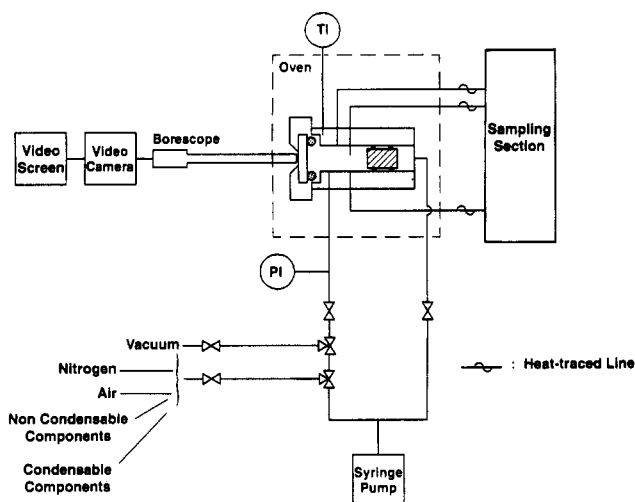 TI
Oven
Borescope
Video
Screen
Video
Camera
Sampling
Section
PI
Vacuum
Nitrogen
Air
Non Condensable
Components
Condensable
Components
: Heat-traced Line
Syringe
Pump